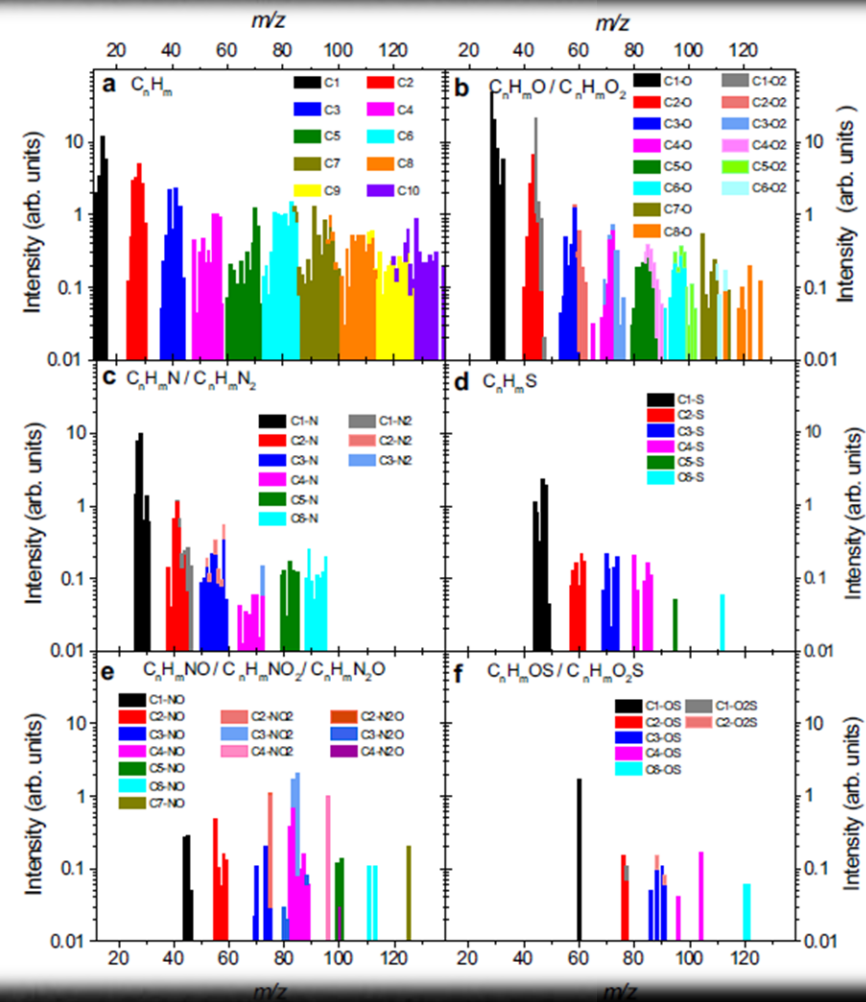 m/z m/z
20 40 60 80 100 120 20 40 60 80 100 120
a CnHm
C1 C2
C3 C4
C5 C6
C7 C8
C9 C10
Intensity (arb. units)
10
1
0.1
0.01
b CnHmO / CnHmO2
C1-O C1-O2
C2-O C2-O2
C3-O C3-O2
C4-O C4-O2
C5-O C5-O2
C6-O C6-O2
C7-O
C8-O
10
1
0.1
0.01
Intensity (arb. units )
c CnHmN / CnHmN2
C1-N C1-N2
C2-N C2-N2
C3-N C3-N2
C4-N
C5-N
C6-N
Intensity (arb. units)
10
1
0.1
0.01
d CnHmS
C1-S
C2-S
C3-S
C4-S
C5-S
C6-S
10
1
0.1
0.01
Intensity (arb. units)
e CnHmNO / CnHmNO2/ CnHmN2O
C1-NO
C2-NO C2-NO2 C2-N2O
C3-NO C3-NO2 C3-N2O
C4-NO C4-NO2 C4-N2O
C5-NO
C6-NO
C7-NO
Intensity (arb. units)
10
1
0.1
0.01
f CnHmOS / CnHmO2S
C1-OS C1-O2S
C2-OS C2-O2S
C3-OS
C4-OS
C6-OS
10
1
0.1
0.01
Intensity (arb. units)
20 40 60 80 100 120 20 40 60 80 100 120
m/z m/z